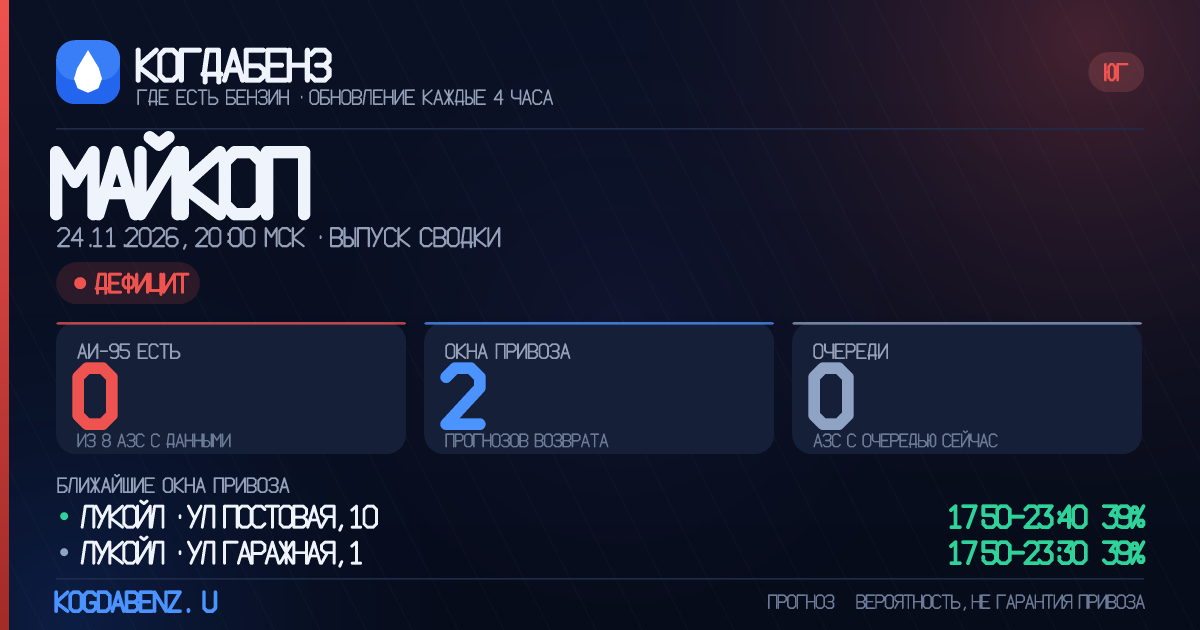 КОГДАБЕНЗ
ГДЕ ЕСТЬ БЕНЗИН · ОБНОВЛЕНИЕ КАЖДЫЕ 4 ЧАСА
ЮГ
МАЙКОП
24.11.2026, 20:00 МСК · ВЫПУСК СВОДКИ
• ДЕФИЦИТ
АИ-95 ЕСТЬ
0
ИЗ 8 АЗС С ДАННЫМИ
ОКНА ПРИВОЗА
2
ПРОГНОЗОВ ВОЗВРАТА
ОЧЕРЕДИ
0
АЗС С ОЧЕРЕДЬЮ СЕЙЧАС
БЛИЖАЙШИЕ ОКНА ПРИВОЗА
• ЛУКОЙЛ · УЛ ПОСТОВАЯ, 10 17:50-23:40 39%
• ЛУКОЙЛ · УЛ ГАРАЖНАЯ, 1 17:50-23:30 39%
KOGDABENZ. U
ПРОГНОЗ ВЕРОЯТНОСТЬ, НЕ ГАРАНТИЯ ПРИВОЗА